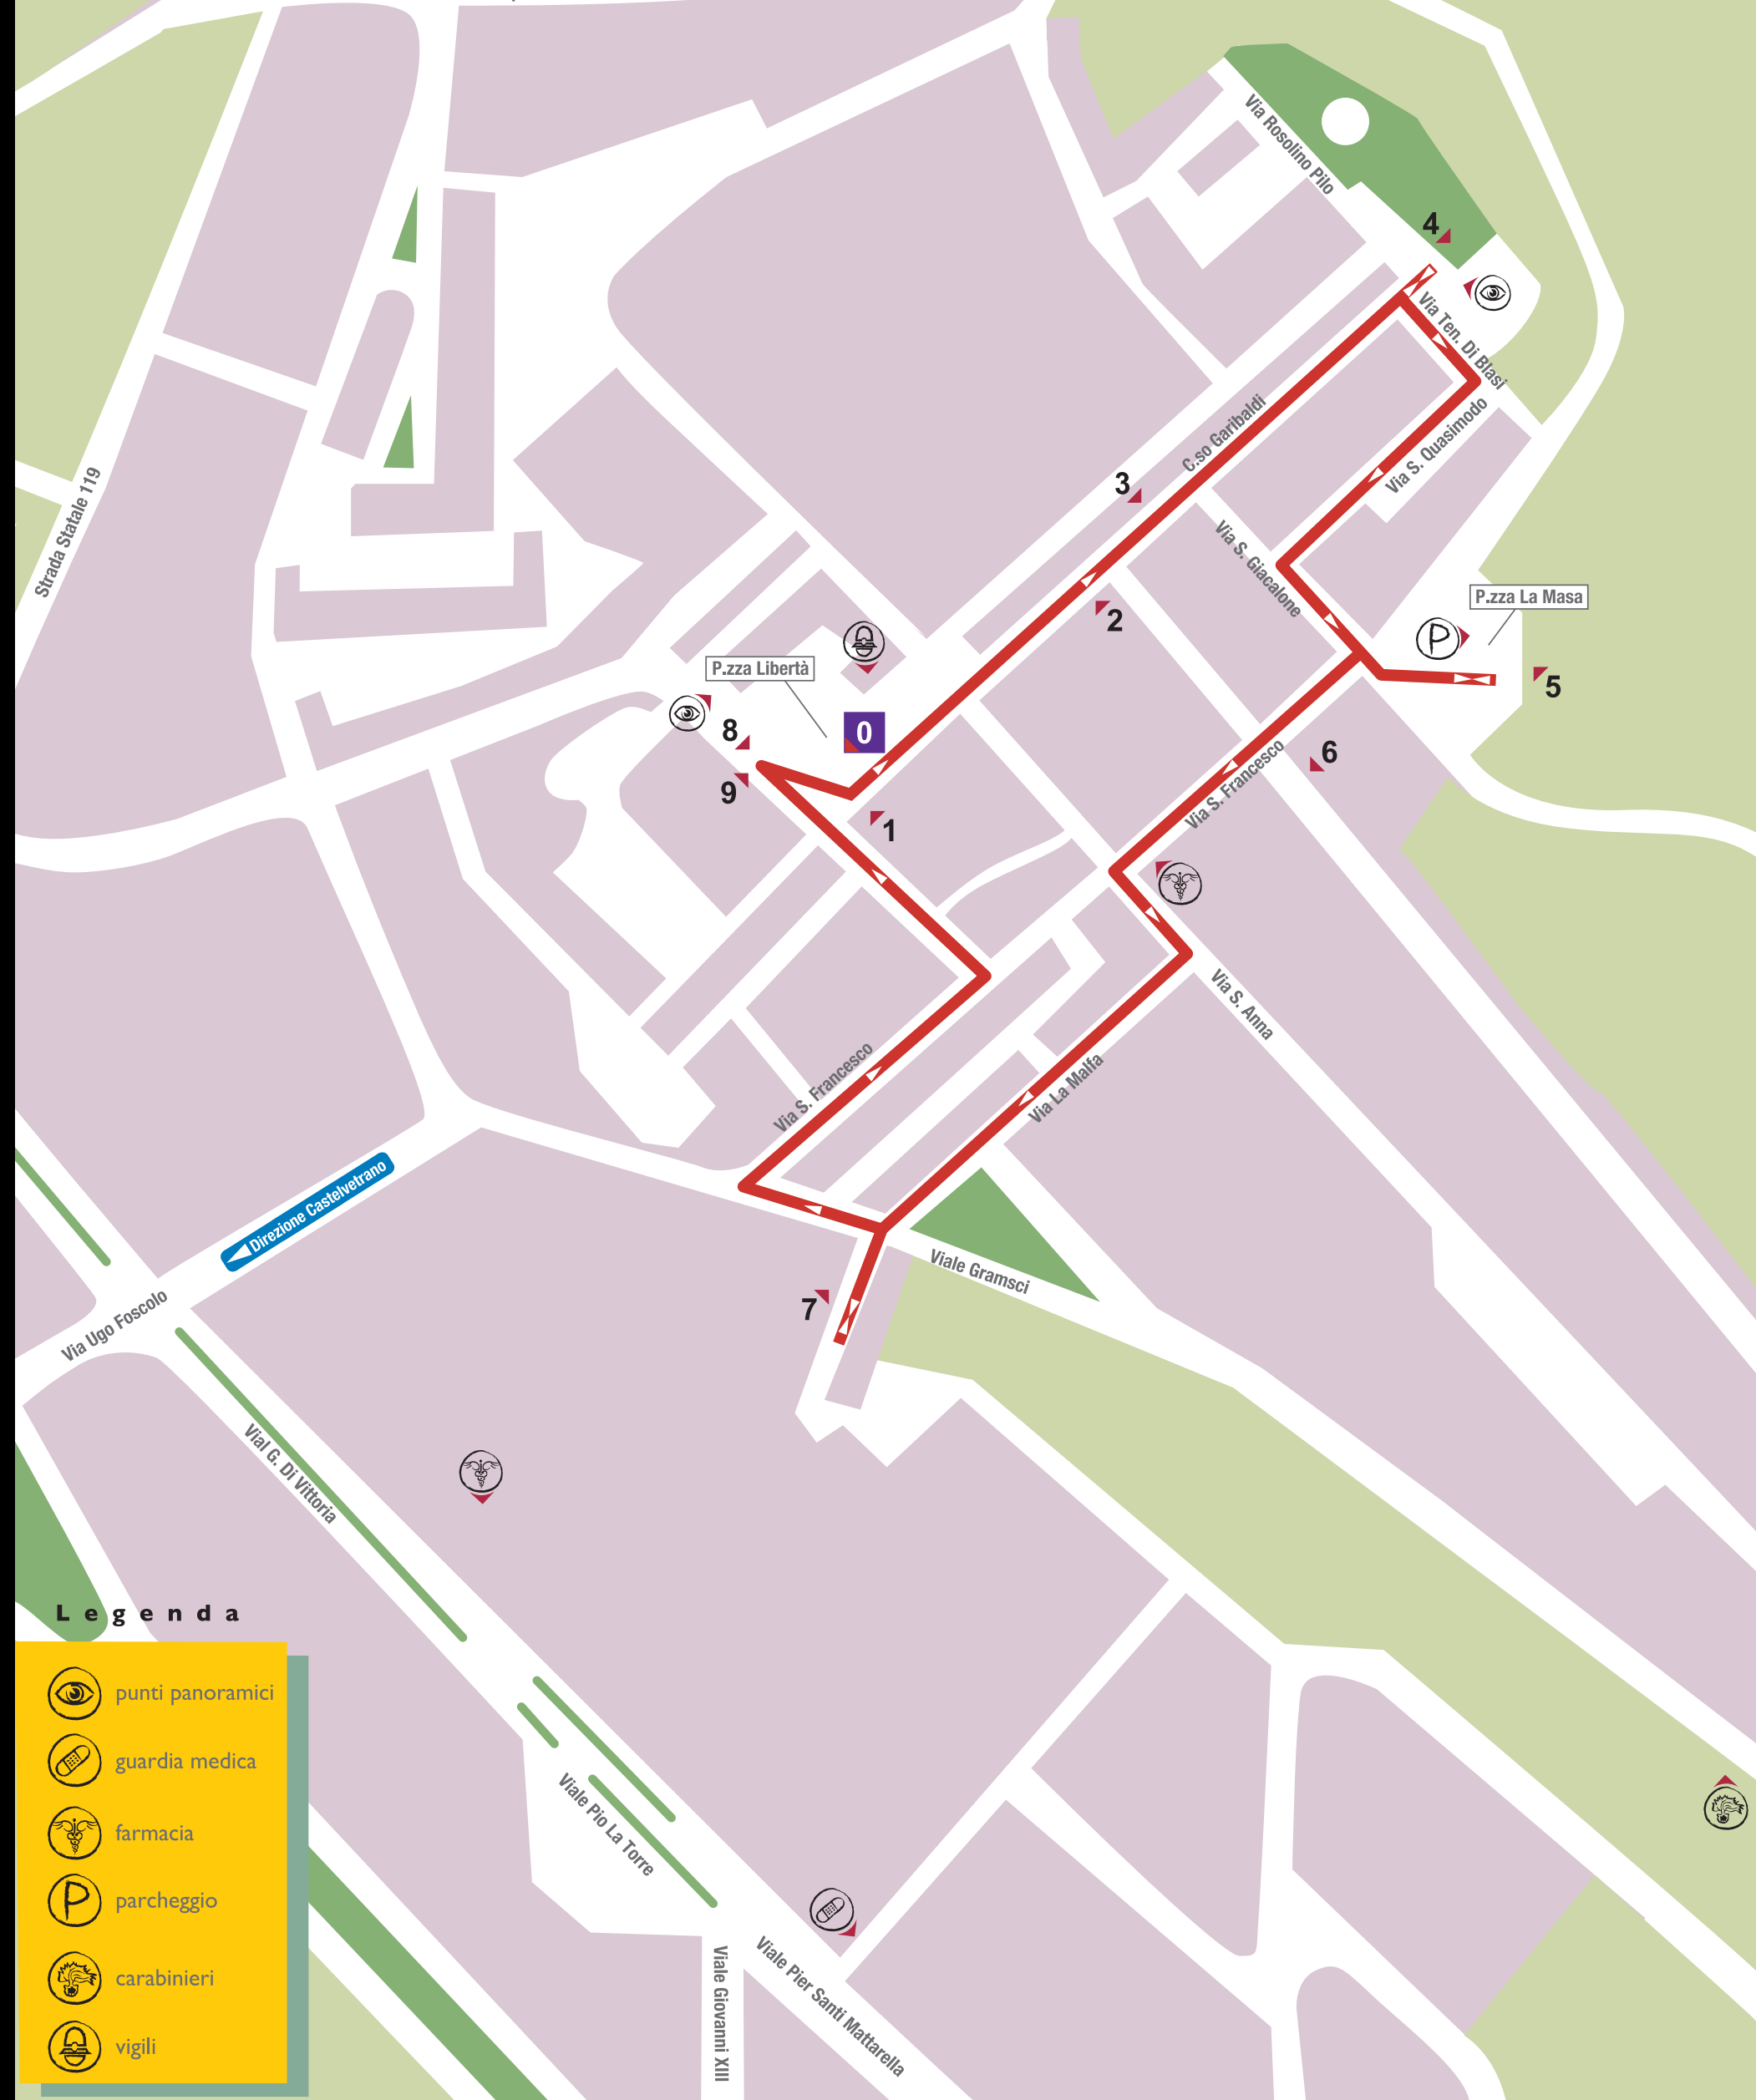 Via Rosolino Pilo
4
Via Ten. Di Blasi
C.so Garibaldi
Via S. Quasimodo
3
Strada Statale 119
Via S. Giacalone
2
P.zza La Masa
P
5
P.zza Libertà
0
8
9
1
6
Via S. Francesco
Via S. Anna
Via S. Francesco
Via La Malfa
Direzione Castelvetrano
Viale Gramsci
7
Via Ugo Foscolo
Vial G. Di Vittoria
Legenda
punti panoramici
guardia medica
farmacia
P parcheggio
carabinieri
vigili
Viale Pio La Torre
Viale Giovanni XIII
Viale Pier Santi Mattarella